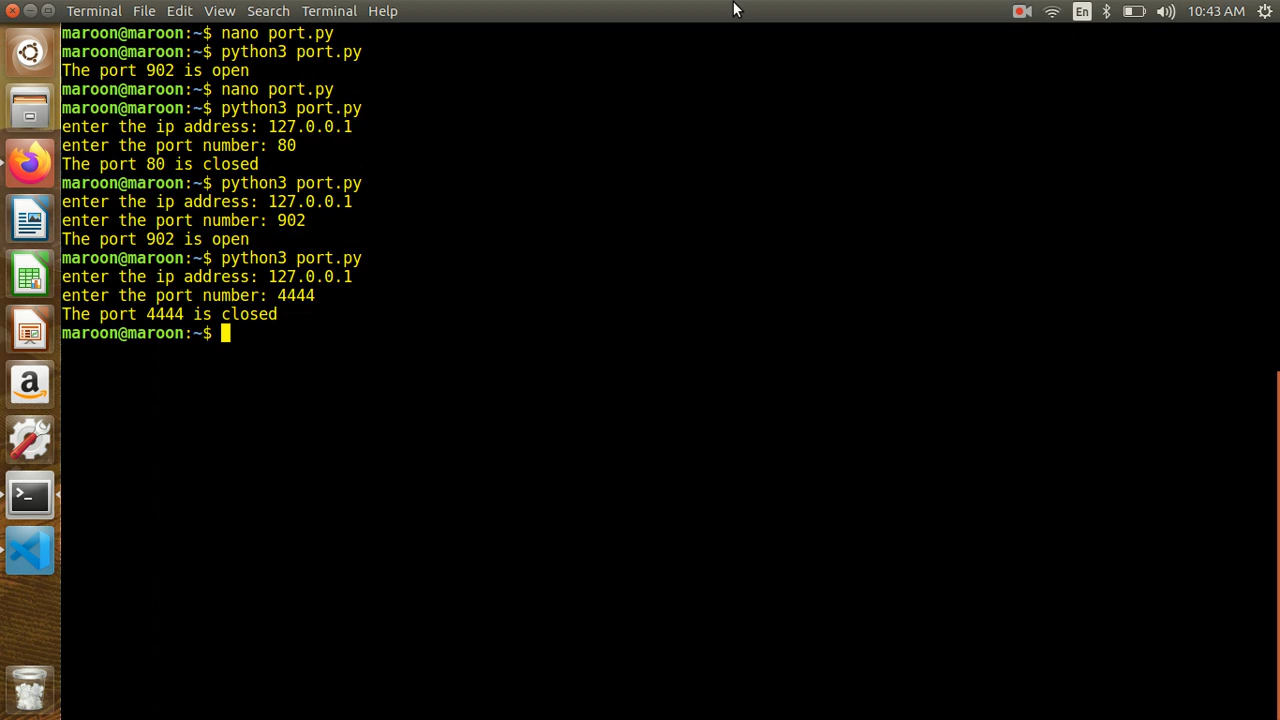 Terminal File Edit View Search Terminal Help En 10:43 AM
maroon@maroon:~$ nano port.py
maroon@maroon:~$ python3 port.py
The port 902 is open
maroon@maroon:~$ nano port.py
maroon@maroon:~$ python3 port.py
enter the ip address: 127.0.0.1
enter the port number: 80
The port 80 is closed
maroon@maroon:~$ python3 port.py
enter the ip address: 127.0.0.1
enter the port number: 902
The port 902 is open
maroon@maroon:~$ python3 port.py
enter the ip address: 127.0.0.1
enter the port number: 4444
The port 4444 is closed
maroon@maroon:~$
a
>_